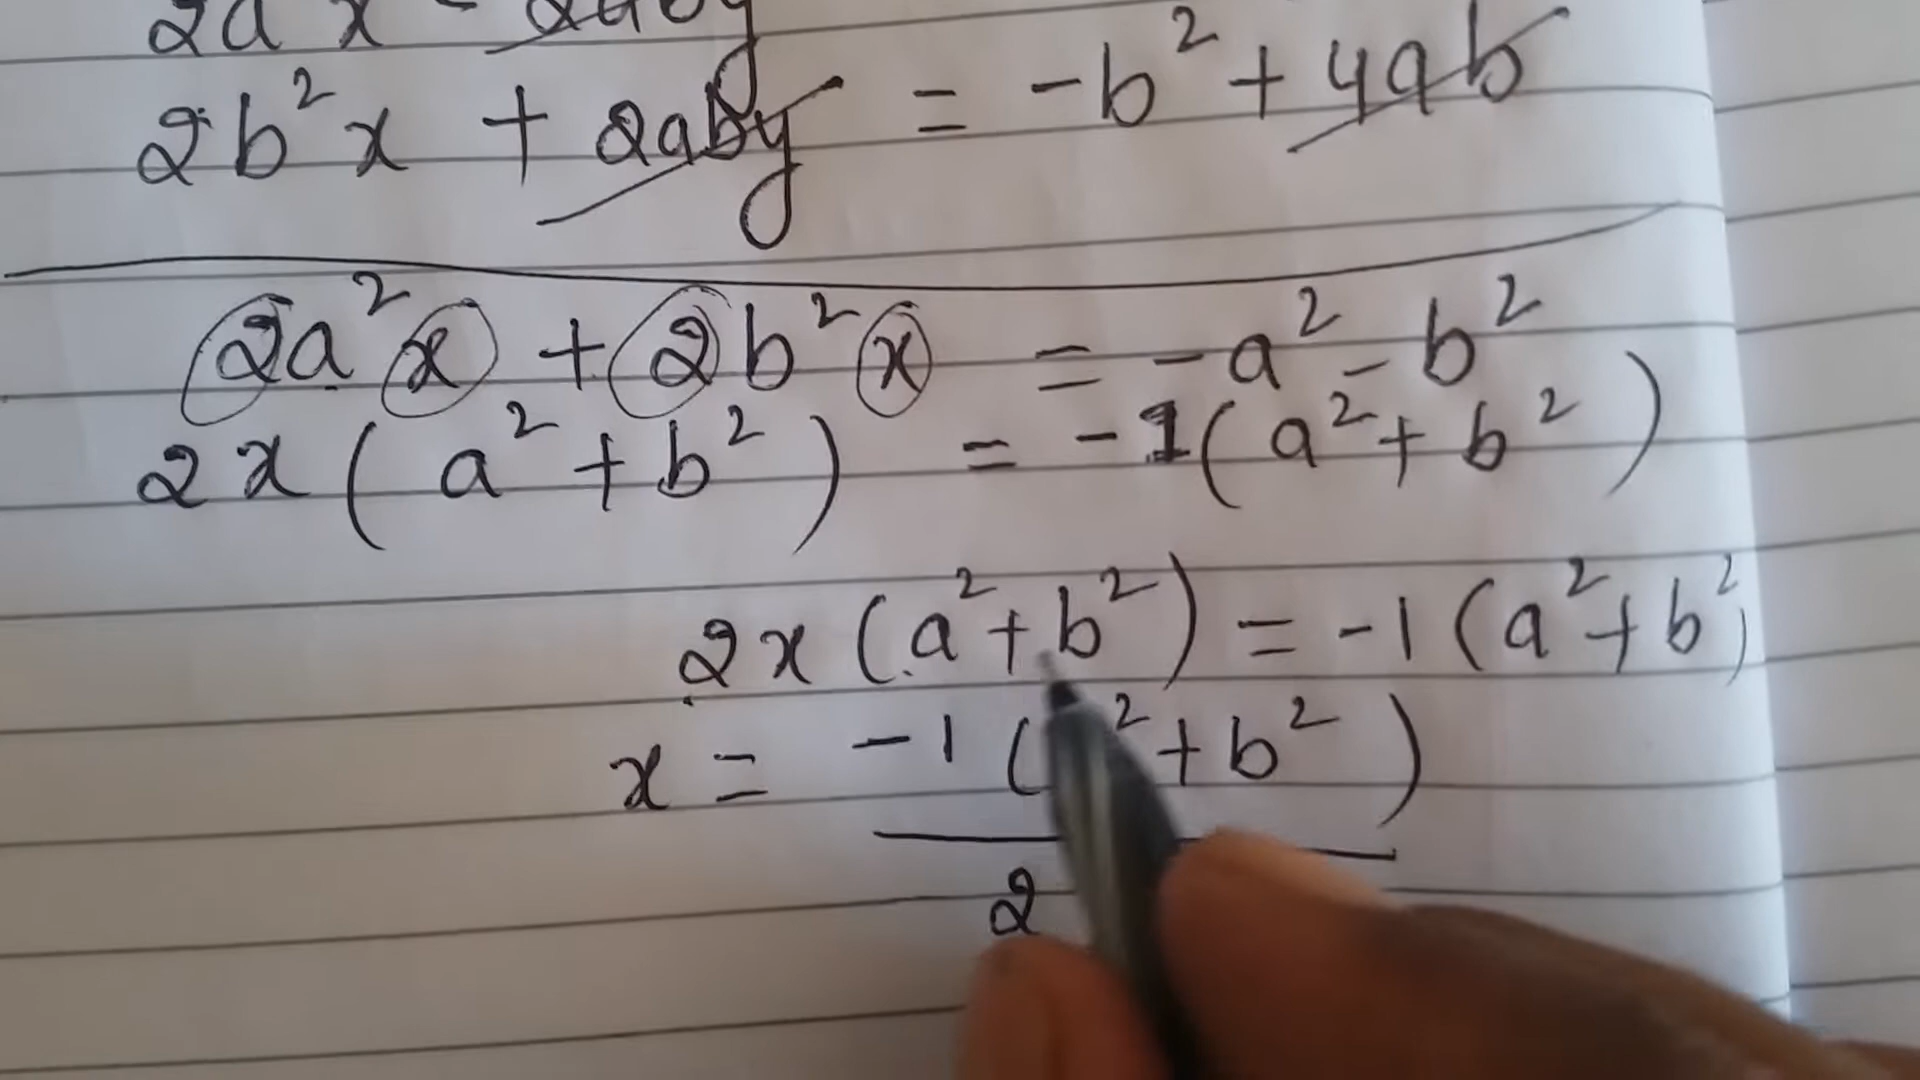 2b²x + 2aby = -b² + 4ab
2a²x + 2b²x = -a² - b²
2x(a² + b²) = -1(a² + b²)
2x(a² + b²) = -1(a² + b²)
x = -1( ² + b²)
2